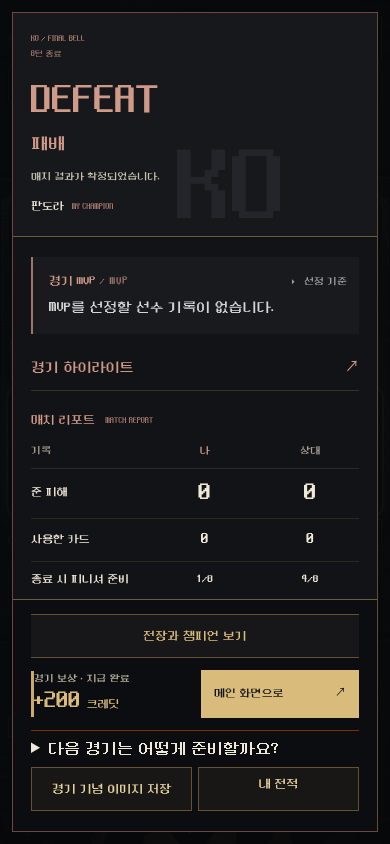 KO / FINAL BELL
0턴 종료
DEFEAT
KO
패배
매치 결과가 확정되었습니다.
판도라 MY CHAMPION
경기 MVP / MVP
선정 기준
MVP를 선정할 선수 기록이 없습니다.
경기 하이라이트 ↗
매치 리포트 MATCH REPORT
기록 나 상대
준 피해 0 0
사용한 카드 0 0
종료 시 피니셔 준비 1/8 4/8
전장과 챔피언 보기
경기 보상 · 지급 완료
+200 크레딧
메인 화면으로 ↗
▶ 다음 경기는 어떻게 준비할까요?
경기 기념 이미지 저장
내 전적